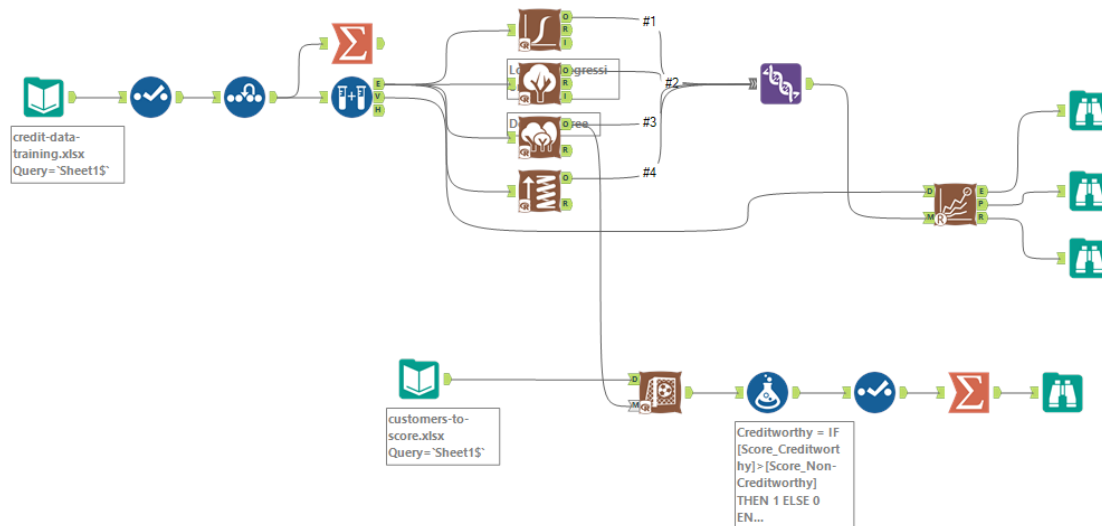 #1
#2
#3
#4
E
V
H
O
R
I
O
R
I
O
R
O
R
D
M
R
E
P
R
credit-data-
training.xlsx
Query=`Sheet1$`
customers-to-
score.xlsx
Query=`Sheet1$`
D
M
Creditworthy = IF
[Score_Creditwort
hy]>[Score_Non-
Creditworthy]
THEN 1 ELSE 0
EN...